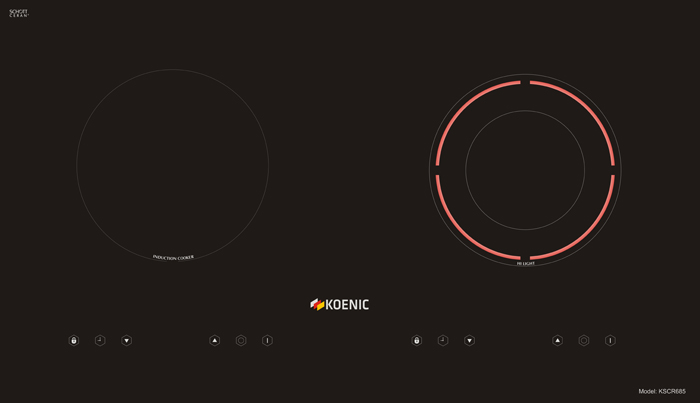 SCHOTT
CERAN®
INDUCTION COOKER
HI-LIGHT
KOENIC
Model: KSCR685